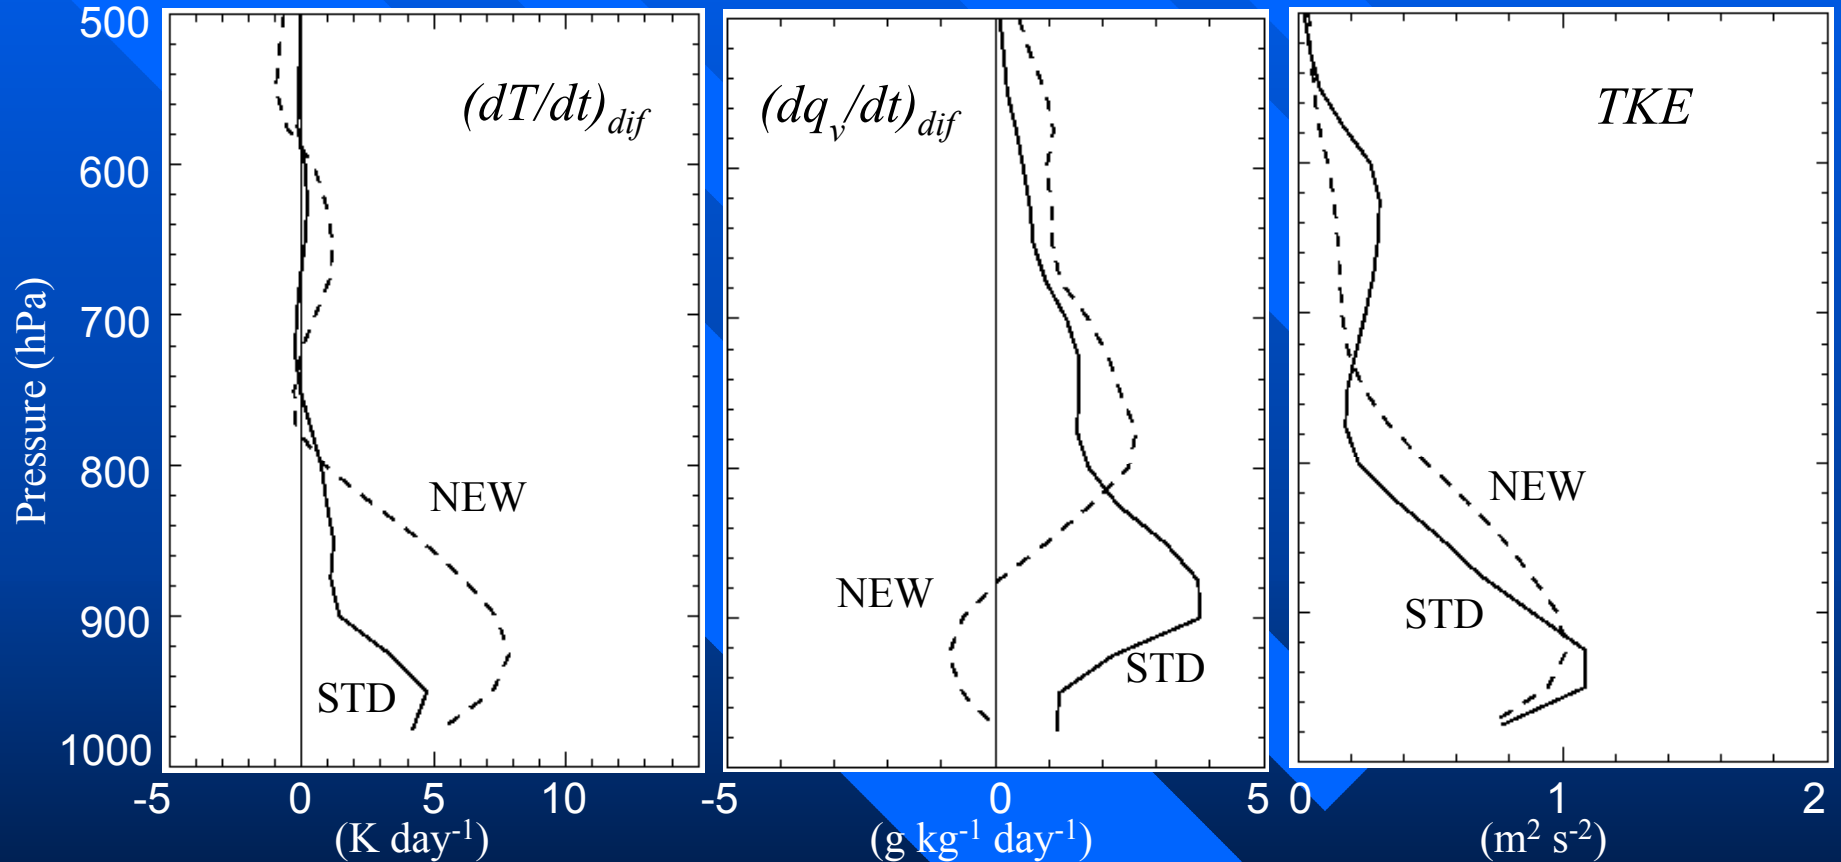 500
600
700
800
900
1000
Pressure (hPa)
(dT/dt)dif
NEW
STD
-5 0 5 10
(K day-1)
(dqv/dt)dif
NEW
STD
-5 0 5
(g kg-1 day-1)
TKE
NEW
STD
0 1 2
(m2 s-2)